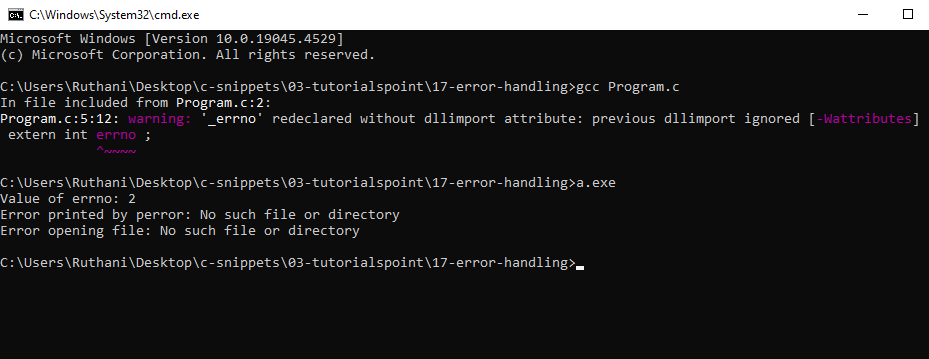 C:\Windows\System32\cmd.exe
Microsoft Windows [Version 10.0.19045.4529]
(c) Microsoft Corporation. All rights reserved.
C:\Users\Ruthani\Desktop\c-snippets\03-tutorialspoint\17-error-handling>gcc Program.c
In file included from Program.c:2:
Program.c:5:12: warning: '_errno' redeclared without dllimport attribute: previous dllimport ignored [-Wattributes]
 extern int errno ;
            ^~~~~
C:\Users\Ruthani\Desktop\c-snippets\03-tutorialspoint\17-error-handling>a.exe
Value of errno: 2
Error printed by perror: No such file or directory
Error opening file: No such file or directory
C:\Users\Ruthani\Desktop\c-snippets\03-tutorialspoint\17-error-handling>